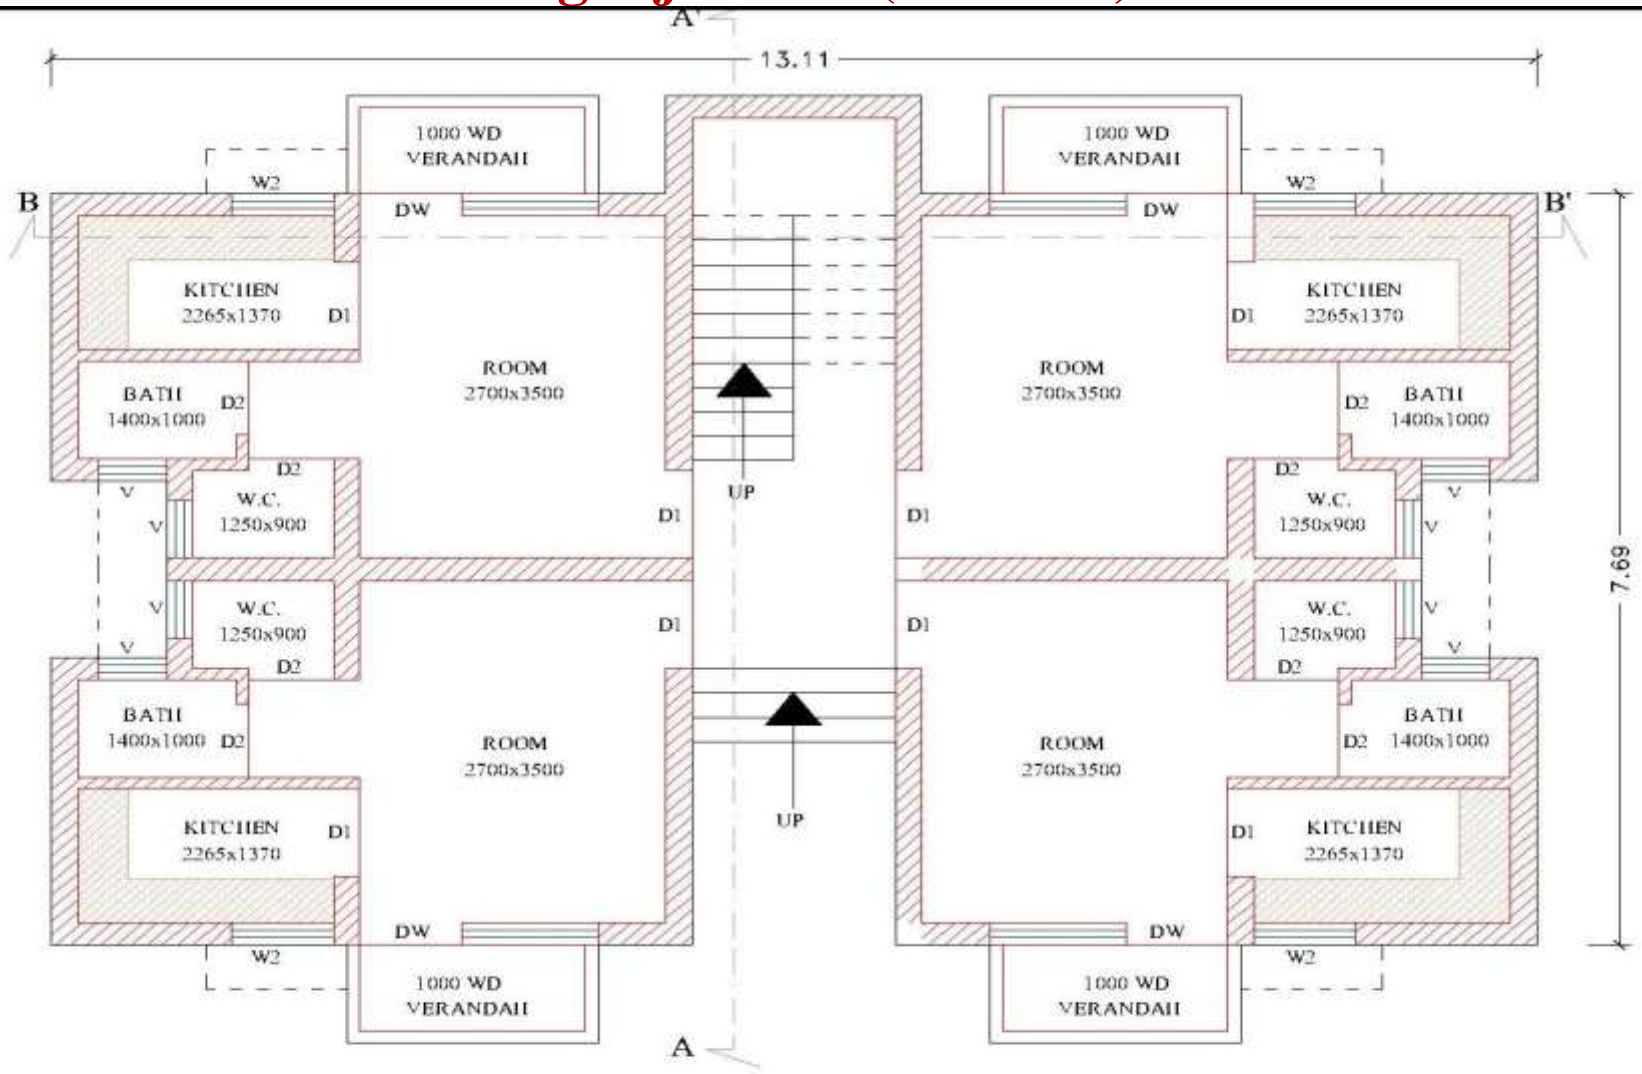 A'
13.11
1000 WD
VERANDAH
1000 WD
VERANDAH
W2
W2
B
DW
DW
B'
KITCHEN
2265x1370
D1
D1
KITCHEN
2265x1370
ROOM
2700x3500
ROOM
2700x3500
BATH
1400x1000
D2
D2
BATH
1400x1000
D2
D2
V
UP
V
W.C.
1250x900
W.C.
1250x900
V
D1
D1
V
7.69
W.C.
1250x900
W.C.
1250x900
V
D1
D1
V
V
V
D2
D2
BATH
1400x1000
D2
D2
BATH
1400x1000
ROOM
2700x3500
ROOM
2700x3500
UP
KITCHEN
2265x1370
D1
D1
KITCHEN
2265x1370
DW
DW
W2
W2
1000 WD
VERANDAH
1000 WD
VERANDAH
A